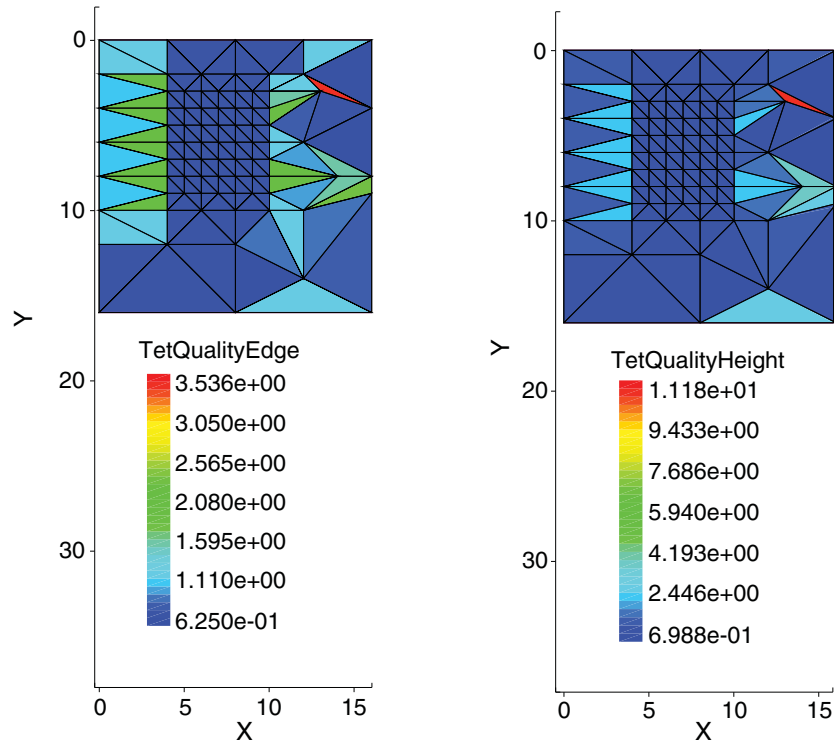 0
10
Y
TetQualityEdge
20
3.536e+00
3.050e+00
2.565e+00
2.080e+00
30
1.595e+00
1.110e+00
6.250e-01
0
5
10
15
X
0
10
Y
TetQualityHeight
20
1.118e+01
9.433e+00
7.686e+00
5.940e+00
30
4.193e+00
2.446e+00
6.988e-01
0
5
10
15
X